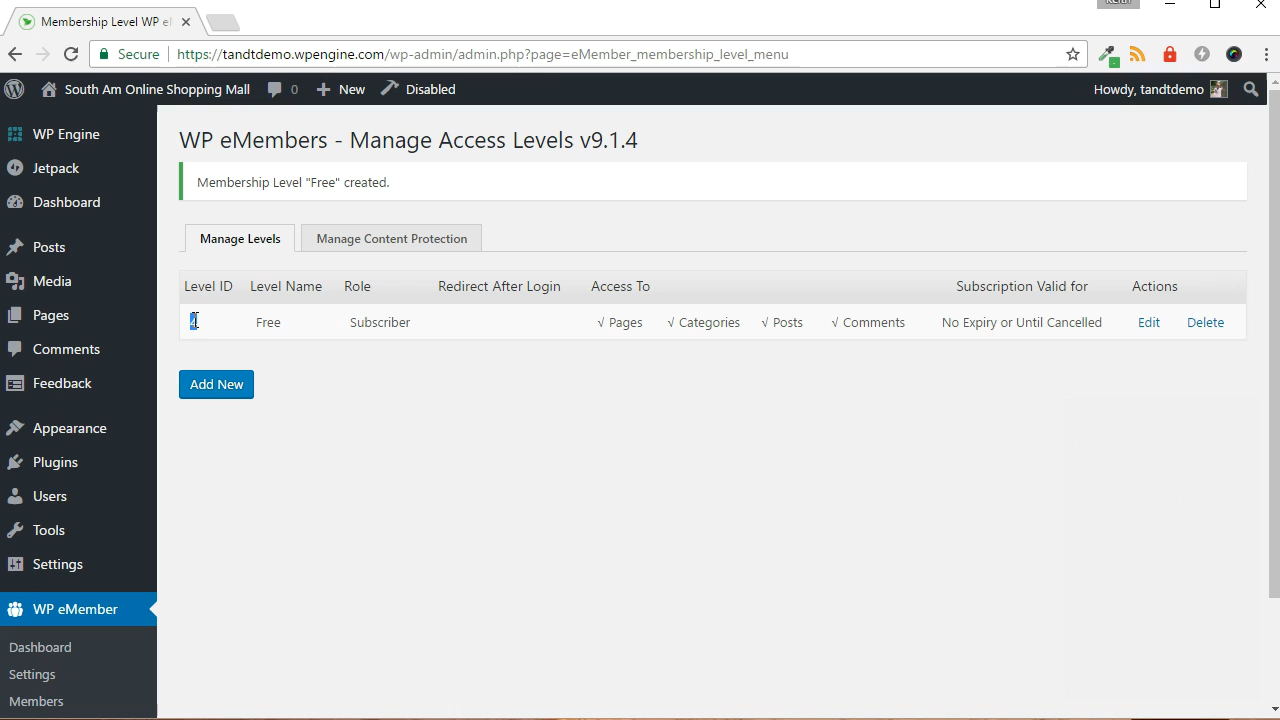 Membership Level WP e
Secure https://tandtdemo.wpengine.com/wp-admin/admin.php?page=eMember_membership_level_menu
South Am Online Shopping Mall 0 New Disabled Howdy, tandtdemo
WP Engine
Jetpack
Dashboard
Posts
Media
Pages
Comments
Feedback
Appearance
Plugins
Users
Tools
Settings
WP eMember
Dashboard
Settings
Members
WP eMembers - Manage Access Levels v9.1.4
Membership Level "Free" created.
Manage Levels Manage Content Protection
Level ID Level Name Role Redirect After Login Access To Subscription Valid for Actions
4 Free Subscriber √ Pages √ Categories √ Posts √ Comments No Expiry or Until Cancelled Edit Delete
Add New